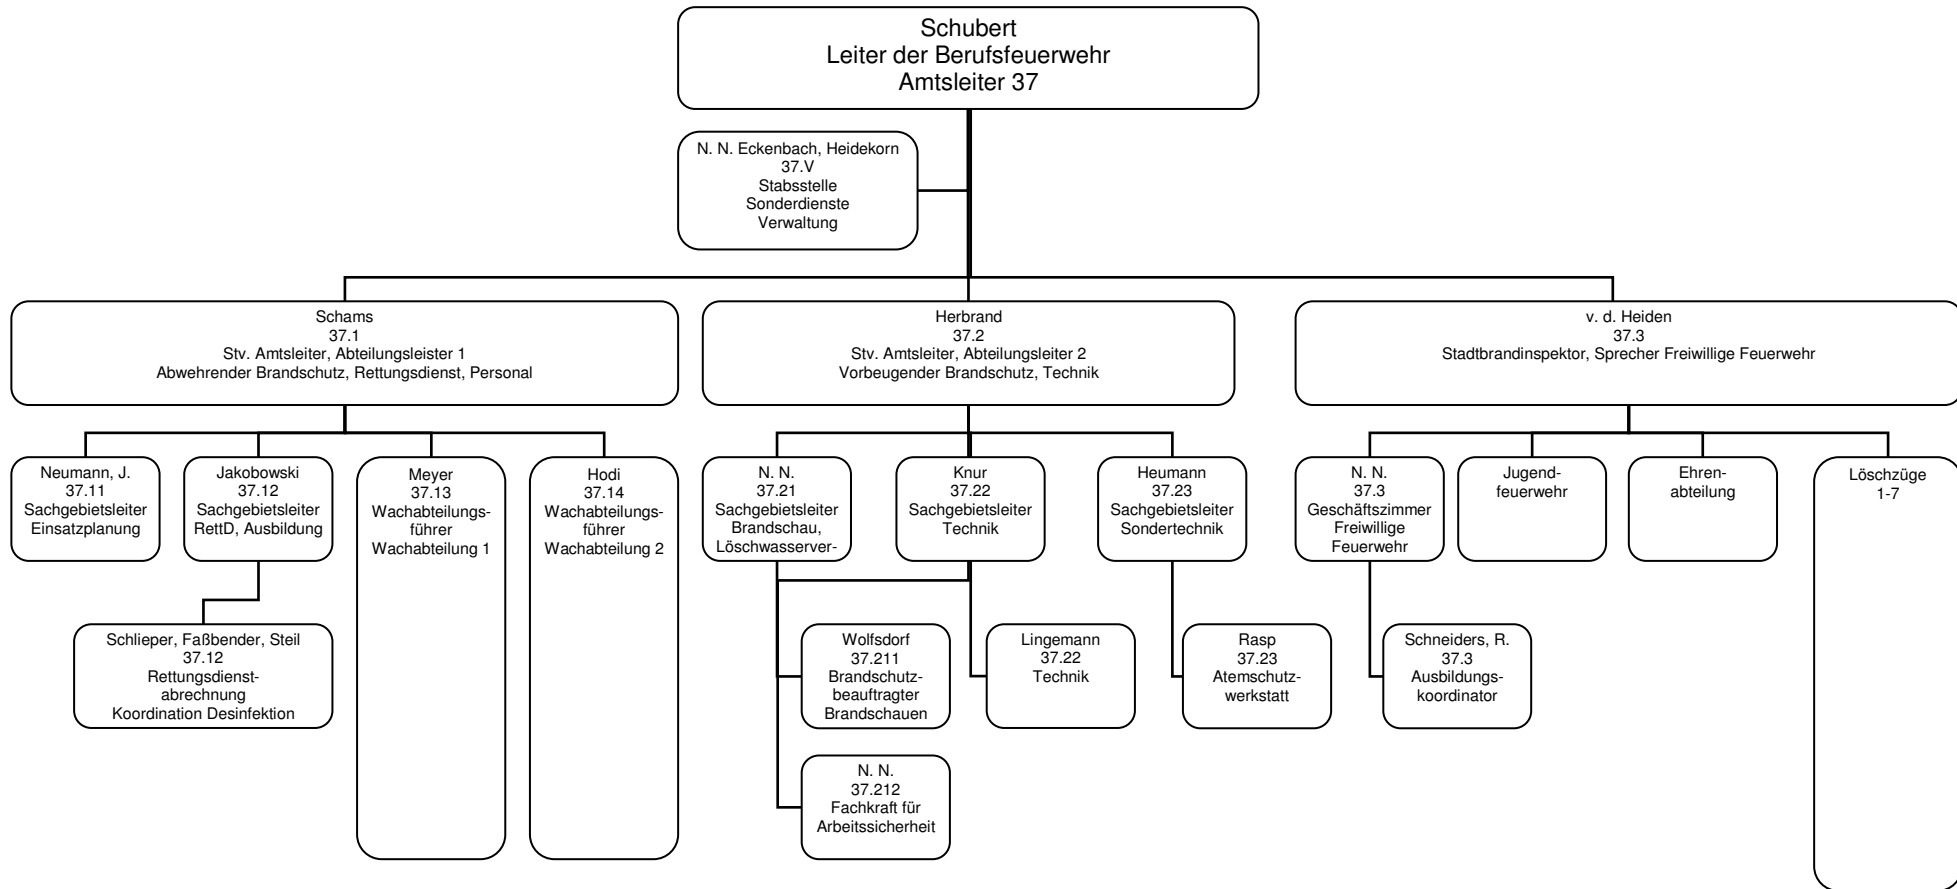 Schubert
Leiter der Berufsfeuerwehr
Amtsleiter 37
N. N. Eckenbach, Heidekorn
37.V
Stabsstelle
Sonderdienste
Verwaltung
Schams
37.1
Stv. Amtsleiter, Abteilungsleister 1
Abwehrender Brandschutz, Rettungsdienst, Personal
Herbrand
37.2
Stv. Amtsleiter, Abteilungsleiter 2
Vorbeugender Brandschutz, Technik
v. d. Heiden
37.3
Stadtbrandinspektor, Sprecher Freiwillige Feuerwehr
Neumann, J.
37.11
Sachgebietsleiter
Einsatzplanung
Jakobowski
37.12
Sachgebietsleiter
RettD, Ausbildung
Meyer
37.13
Wachabteilungs-
führer
Wachabteilung 1
Hodi
37.14
Wachabteilungs-
führer
Wachabteilung 2
N. N.
37.21
Sachgebietsleiter
Brandschau,
Löschwasserver-
Knur
37.22
Sachgebietsleiter
Technik
Heumann
37.23
Sachgebietsleiter
Sondertechnik
N. N.
37.3
Geschäftszimmer
Freiwillige
Feuerwehr
Jugend-
feuerwehr
Ehren-
abteilung
Löschzüge
1-7
Schlieper, Faßbender, Steil
37.12
Rettungsdienst-
abrechnung
Koordination Desinfektion
Wolfsdorf
37.211
Brandschutz-
beauftragter
Brandschauen
Lingemann
37.22
Technik
Rasp
37.23
Atemschutz-
werkstatt
Schneiders, R.
37.3
Ausbildungs-
koordinator
N. N.
37.212
Fachkraft für
Arbeitssicherheit